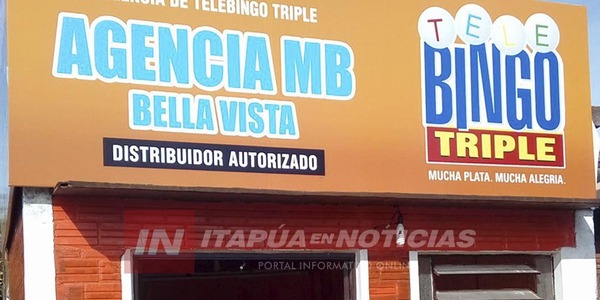 DE TELEBINGO TRIPLE
AGENCIA MB
BELLA VISTA
DISTRIBUIDOR AUTORIZADO
TELE
BINGO
TRIPLE
MUCHA PLATA. MUCHA ALEGRIA.
IN ITAPÚA EN NOTICIAS
PORTAL INFORMATIVO ONLINE